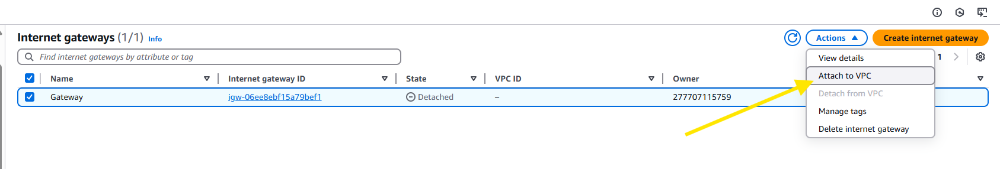 Internet gateways (1/1) Info
Actions
Create internet gateway
Find internet gateways by attribute or tag
1
View details
Attach to VPC
Detach from VPC
Manage tags
Delete internet gateway
Name Internet gateway ID State VPC ID Owner
Gateway igw-06ee8ebf15a79bef1 Detached – 277707115759